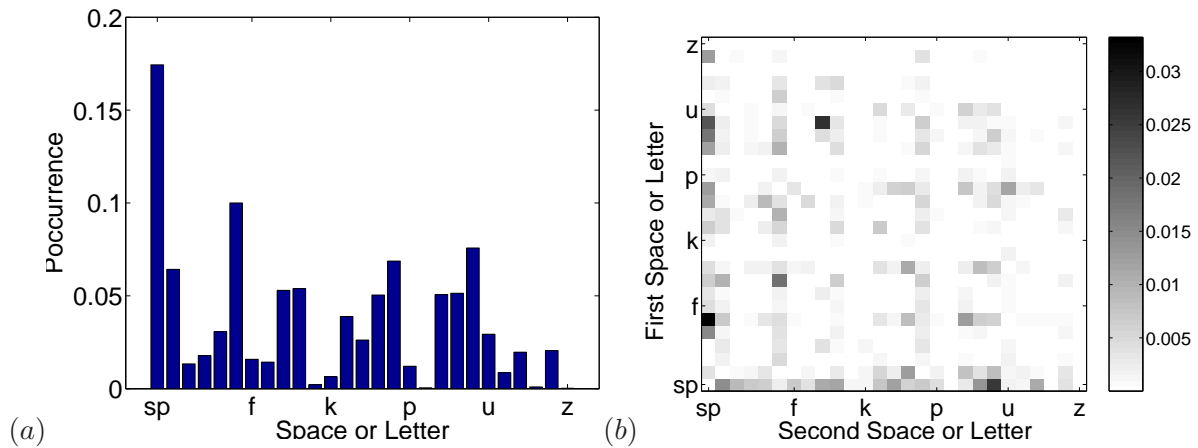 0.2
0.15
0.1
0.05
0
Poccurrence
sp f k p u z
Space or Letter
(a)
z
u
p
k
f
sp
First Space or Letter
sp f k p u z
Second Space or Letter
(b)
0.03
0.025
0.02
0.015
0.01
0.005